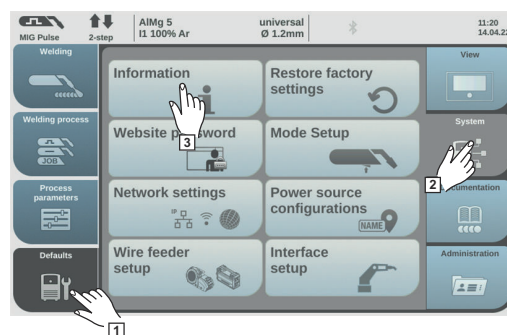 MIG Pulse
2-step
AlMg 5
I1 100% Ar
universal
Ø 1.2mm
11:20
14.04.22
Welding
Welding process
JOB
Process
parameters
Defaults
1
Information
3
Restore factory
settings
Website password
Mode Setup
Network settings
IP
Power source
configurations
NAME
Wire feeder
setup
Interface
setup
View
System
2
Documentation
Administration